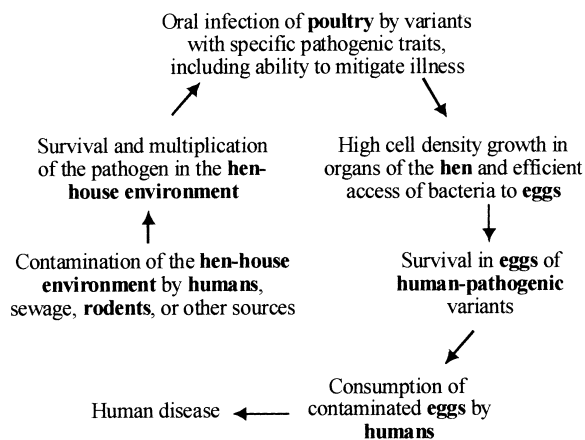 Oral infection of poultry by variants
with specific pathogenic traits,
including ability to mitigate illness
High cell density growth in
organs of the hen and efficient
access of bacteria to eggs
Survival in eggs of
human-pathogenic
variants
Consumption of
contaminated eggs by
humans
Human disease
Contamination of the hen-house
environment by humans,
sewage, rodents, or other sources
Survival and multiplication
of the pathogen in the hen-
house environment